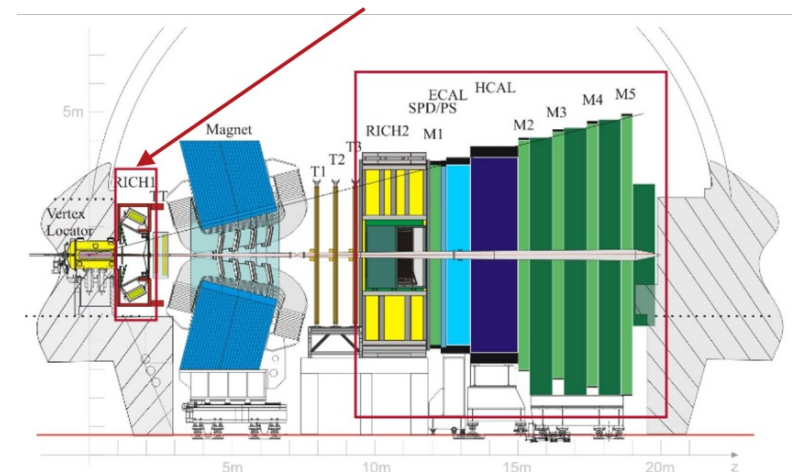 HCAL
M5
ECAL
M4
SPD/PS
M3
5m
M2
Magnet
RICH2
M1
T3
T2
T1
RICH1
TT
Vertex
Locator
5m
10m
15m
20m
z